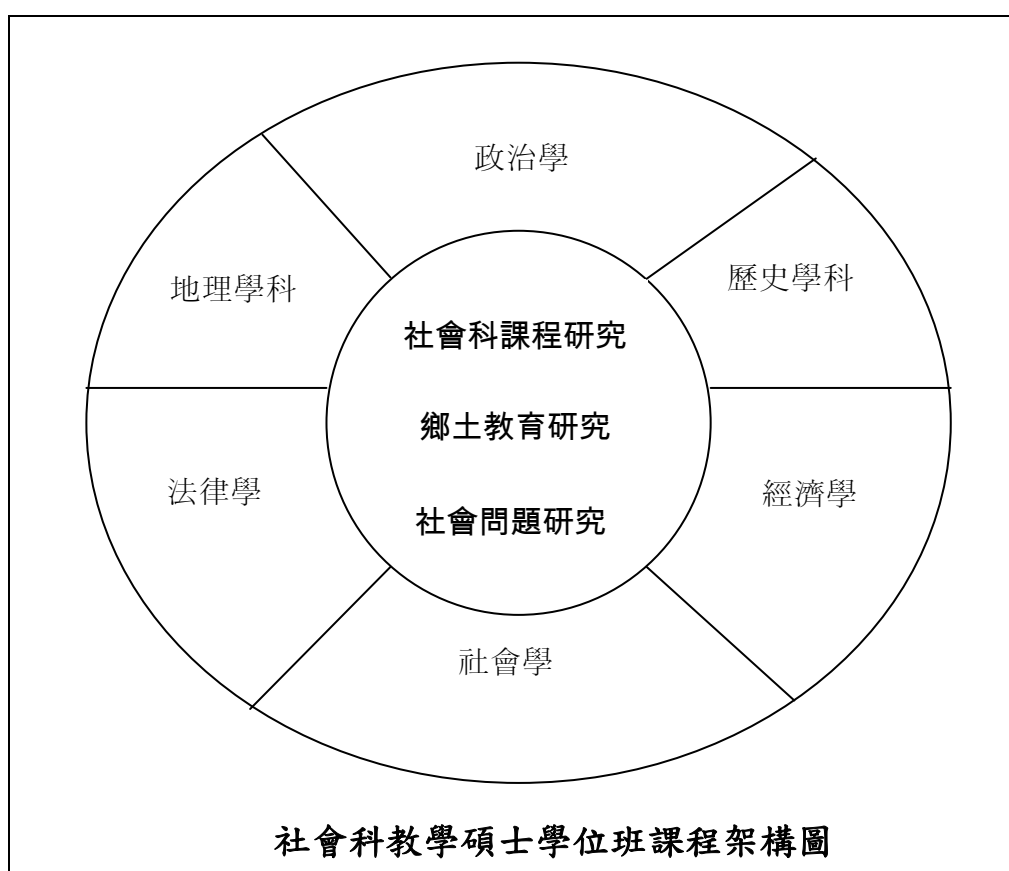 政治學
地理學科
歷史學科
社會科課程研究
鄉土教育研究
法律學
經濟學
社會問題研究
社會學
社會科教學碩士學位班課程架構圖